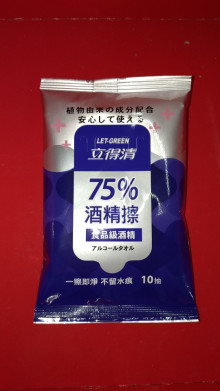 植物由来の成分配合
安心して使える
LET-GREEN
立得清
75%
酒精擦
食品級酒精
アルコールタオル
一擦即淨 不留水痕 10抽